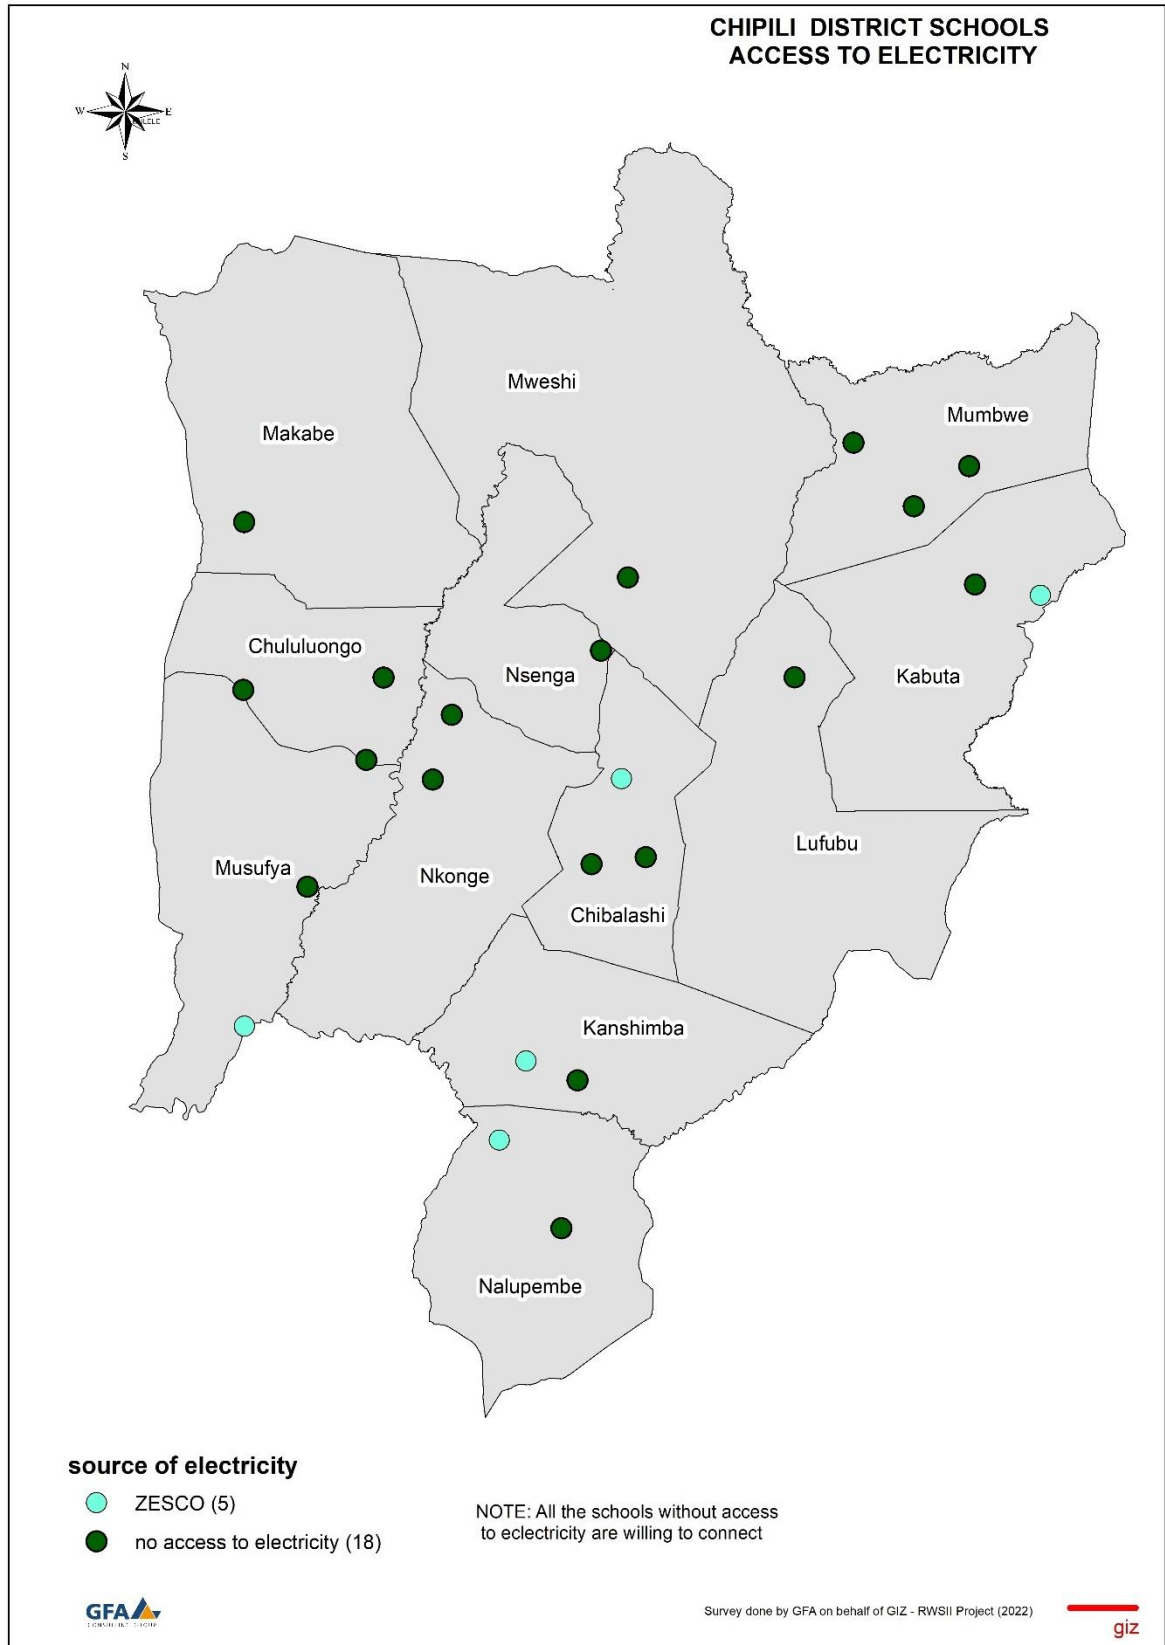 CHIPILI DISTRICT SCHOOLS
ACCESS TO ELECTRICITY
N
W
E
S
Mweshi
Mumbwe
Makabe
Chululuongo
Nsenga
Kabuta
Lufubu
Musufya
Nkonge
Chibalashi
Kanshimba
Nalupembe
source of electricity
ZESCO (5)
no access to electricity (18)
NOTE: All the schools without access
to eclectricity are willing to connect
GFA
CONSULTING GROUP
Survey done by GFA on behalf of GIZ - RWSII Project (2022)
giz